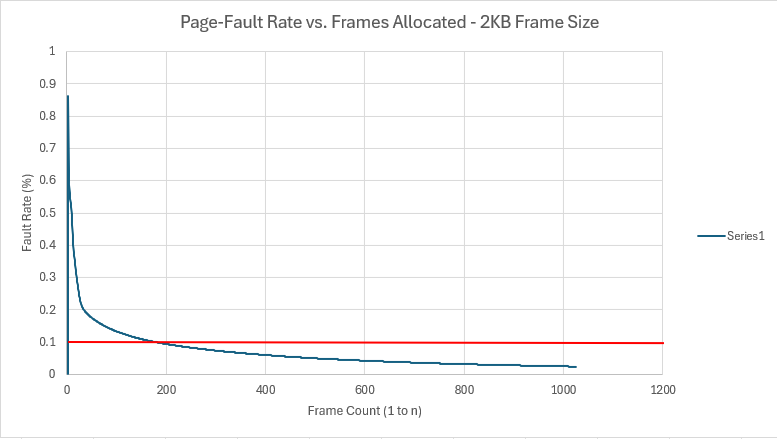 Page-Fault Rate vs. Frames Allocated - 2KB Frame Size
1
0.9
0.8
0.7
0.6
0.5
0.4
0.3
0.2
0.1
0
Fault Rate (%)
0 200 400 600 800 1000 1200
Frame Count (1 to n)
Series1